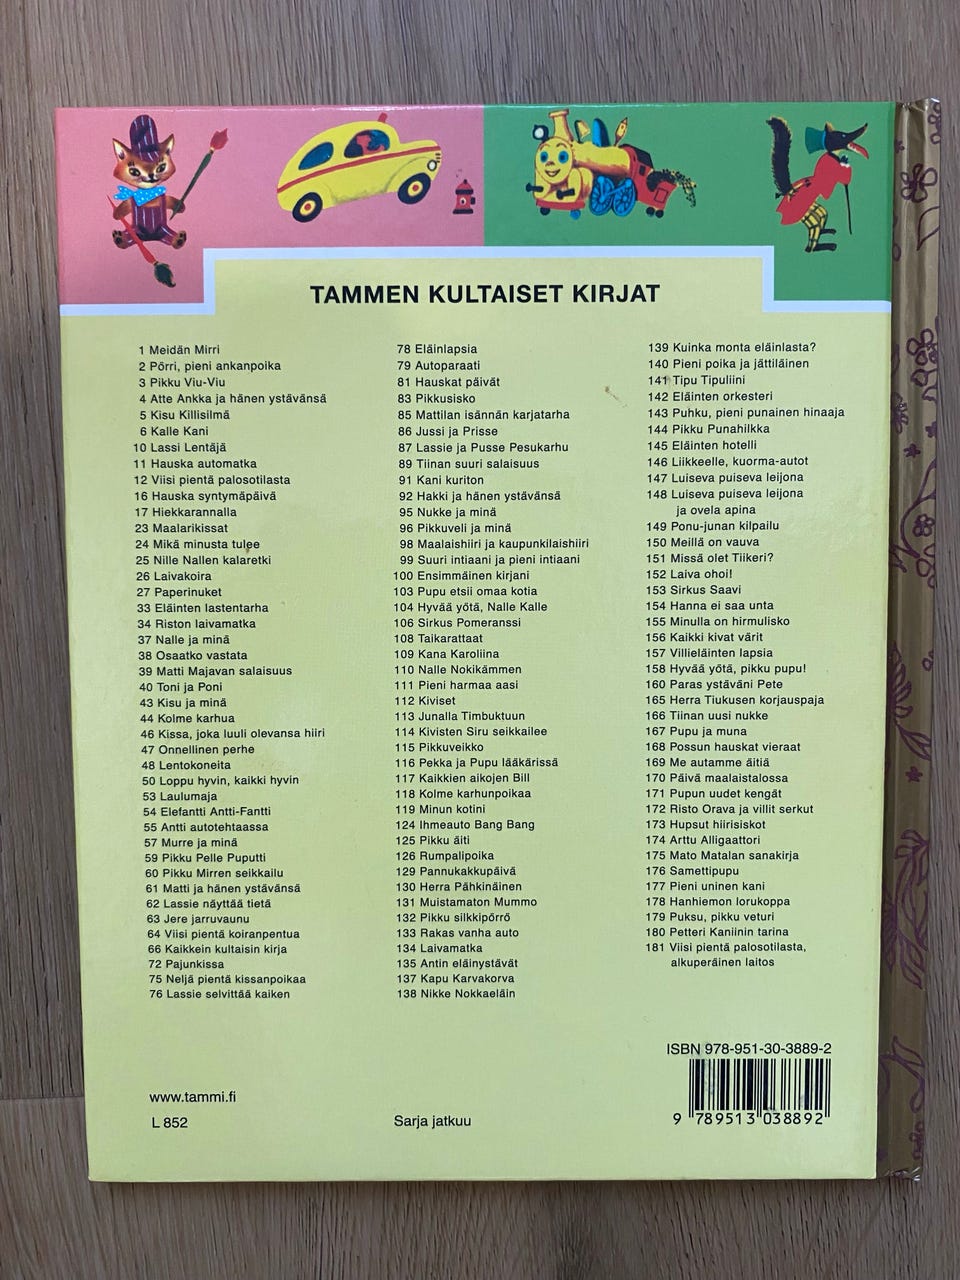 TAMMEN KULTAISET KIRJAT
1 Meidän Mirri
2 Pörri, pieni ankanpoika
3 Pikku Viu-Viu
4 Atte Ankka ja hänen ystävänsä
5 Kisu Killisilmä
6 Kalle Kani
10 Lassi Lentäjä
11 Hauska automatka
12 Viisi pientä palosotilasta
16 Hauska syntymäpäivä
17 Hiekkarannalla
23 Maalarikissat
24 Mikä minusta tulee
25 Nille Nallen kalaretki
26 Laivakoira
27 Paperinuket
33 Eläinten lastentarha
34 Riston laivamatka
37 Nalle ja minä
38 Osaatko vastata
39 Matti Majavan salaisuus
40 Toni ja Poni
43 Kisu ja minä
44 Kolme karhua
46 Kissa, joka luuli olevansa hiiri
47 Onnellinen perhe
48 Lentokoneita
50 Loppu hyvin, kaikki hyvin
53 Laulumaja
54 Elefantti Antti-Fantti
55 Antti autotehtaassa
57 Murre ja minä
59 Pikku Pelle Puputti
60 Pikku Mirren seikkailu
61 Matti ja hänen ystävänsä
62 Lassie näyttää tietä
63 Jere jarruvaunu
64 Viisi pientä koiranpentua
66 Kaikkein kultaisin kirja
72 Pajunkissa
75 Neljä pientä kissanpoikaa
76 Lassie selvittää kaiken
78 Eläinlapsia
79 Autoparaati
81 Hauskat päivät
83 Pikkusisko
85 Mattilan isännän karjatarha
86 Jussi ja Prisse
87 Lassie ja Pusse Pesukarhu
89 Tiinan suuri salaisuus
91 Kani kuriton
92 Hakki ja hänen ystävänsä
95 Nukke ja minä
96 Pikkuveli ja minä
98 Maalaishiiri ja kaupunkilaishiiri
99 Suuri intiaani ja pieni intiaani
100 Ensimmäinen kirjani
103 Pupu etsii omaa kotia
104 Hyvää yötä, Nalle Kalle
106 Sirkus Pomeranssi
108 Taikarattaat
109 Kana Karoliina
110 Nalle Nokikämmen
111 Pieni harmaa aasi
112 Kiviset
113 Junalla Timbuktuun
114 Kivisten Siru seikkailee
115 Pikkuveikko
116 Pekka ja Pupu lääkärissä
117 Kaikkien aikojen Bill
118 Kolme karhunpoikaa
119 Minun kotini
124 Ihmeauto Bang Bang
125 Pikku äiti
126 Rumpalipoika
129 Pannukakkupäivä
130 Herra Pähkinäinen
131 Muistamaton Mummo
132 Pikku silkkipörrö
133 Rakas vanha auto
134 Laivamatka
135 Antin eläinystävät
137 Kapu Karvakorva
138 Nikke Nokkaeläin
139 Kuinka monta eläinlasta?
140 Pieni poika ja jättiläinen
141 Tipu Tipuliini
142 Eläinten orkesteri
143 Puhku, pieni punainen hinaaja
144 Pikku Punahilkka
145 Eläinten hotelli
146 Liikkeelle, kuorma-autot
147 Luiseva puiseva leijona
148 Luiseva puiseva leijona
ja ovela apina
149 Ponu-junan kilpailu
150 Meillä on vauva
151 Missä olet Tiikeri?
152 Laiva ohoi!
153 Sirkus Saavi
154 Hanna ei saa unta
155 Minulla on hirmulisko
156 Kaikki kivat värit
157 Villieläinten lapsia
158 Hyvää yötä, pikku pupu!
160 Paras ystäväni Pete
165 Herra Tiukusen korjauspaja
166 Tiinan uusi nukke
167 Pupu ja muna
168 Possun hauskat vieraat
169 Me autamme äitiä
170 Päivä maalaistalossa
171 Pupun uudet kengät
172 Risto Orava ja villit serkut
173 Hupsut hiirisiskot
174 Arttu Alligaattori
175 Mato Matalan sanakirja
176 Samettipupu
177 Pieni uninen kani
178 Hanhiemon lorukoppa
179 Puksu, pikku veturi
180 Petteri Kaniinin tarina
181 Viisi pientä palosotilasta,
alkuperäinen laitos
ISBN 978-951-30-3889-2
9 789513 038892
www.tammi.fi
L 852
Sarja jatkuu